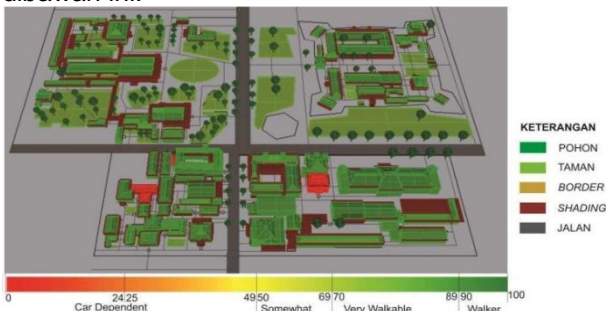 KETERANGAN
POHON
TAMAN
BORDER
SHADING
JALAN
0 24 25 49 50 69 70 89 90 100
Car Dependent Somewhat Very Walkable Walker